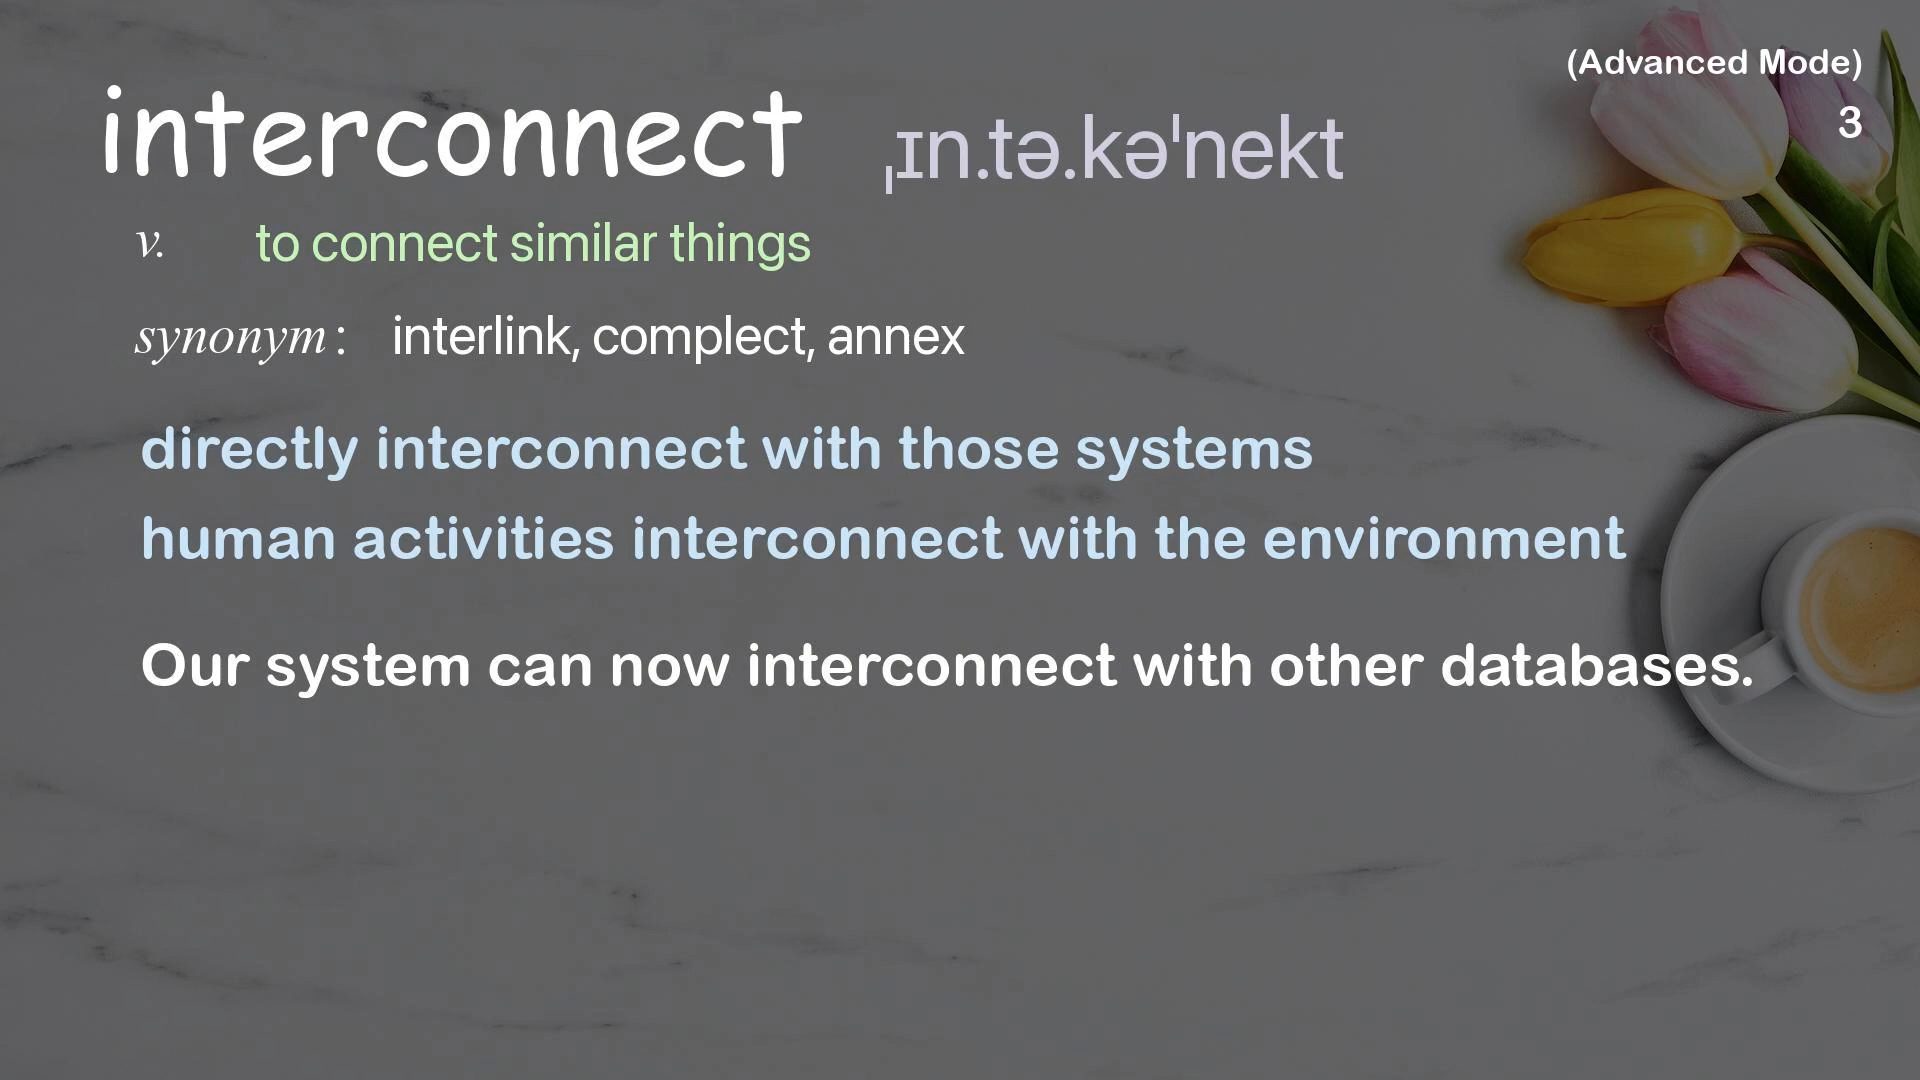 (Advanced Mode)
3
interconnect ˌɪn.tə.kəˈnekt
v. to connect similar things
synonym : interlink, complect, annex
directly interconnect with those systems
human activities interconnect with the environment
Our system can now interconnect with other databases.